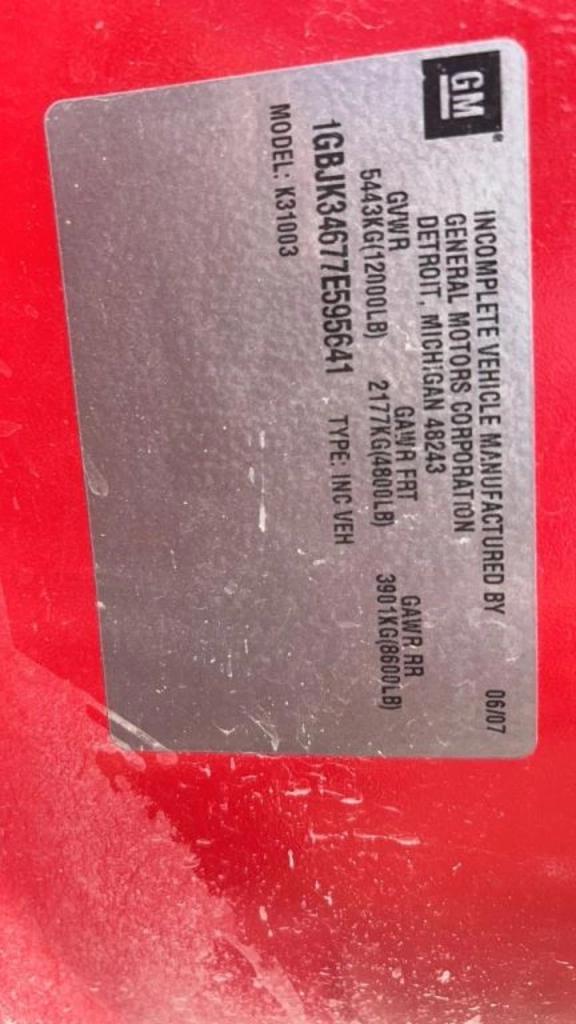 GM
INCOMPLETE VEHICLE MANUFACTURED BY 06/07
GENERAL MOTORS CORPORATION
DETROIT, MICHIGAN 48243
GVWR GAWR FRT GAWR RR
5443KG(12000LB) 2177KG(4800LB) 3901KG(8600LB)
1GBJK34677E595641 TYPE: INC VEH
MODEL: K31003